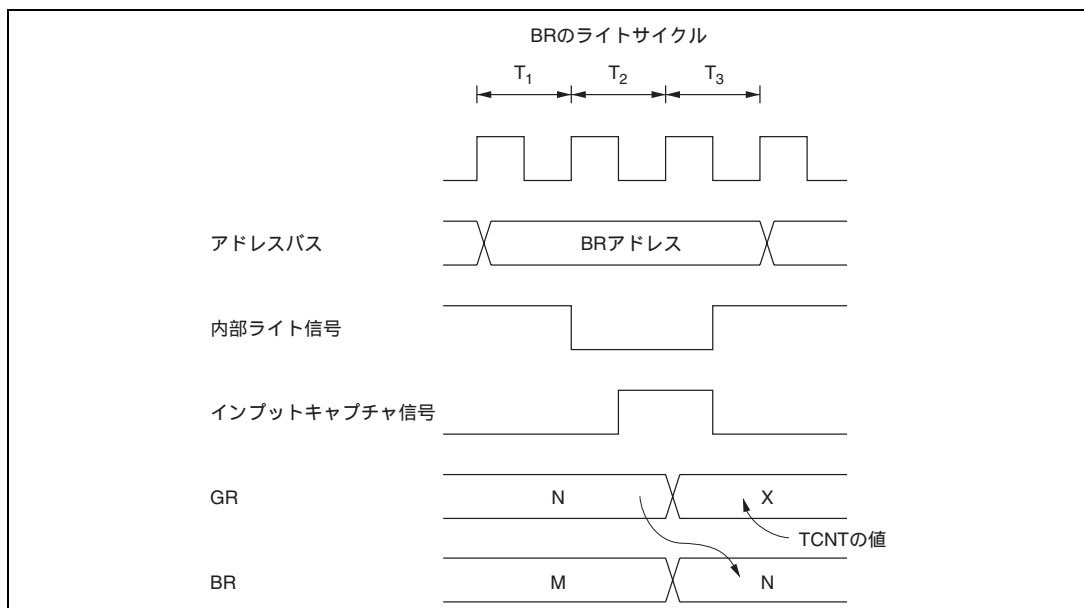 BRのライトサイクル
T1 T2 T3
アドレスバス BRアドレス
内部ライト信号
インプットキャプチャ信号
GR N X
TCNTの値
BR M N